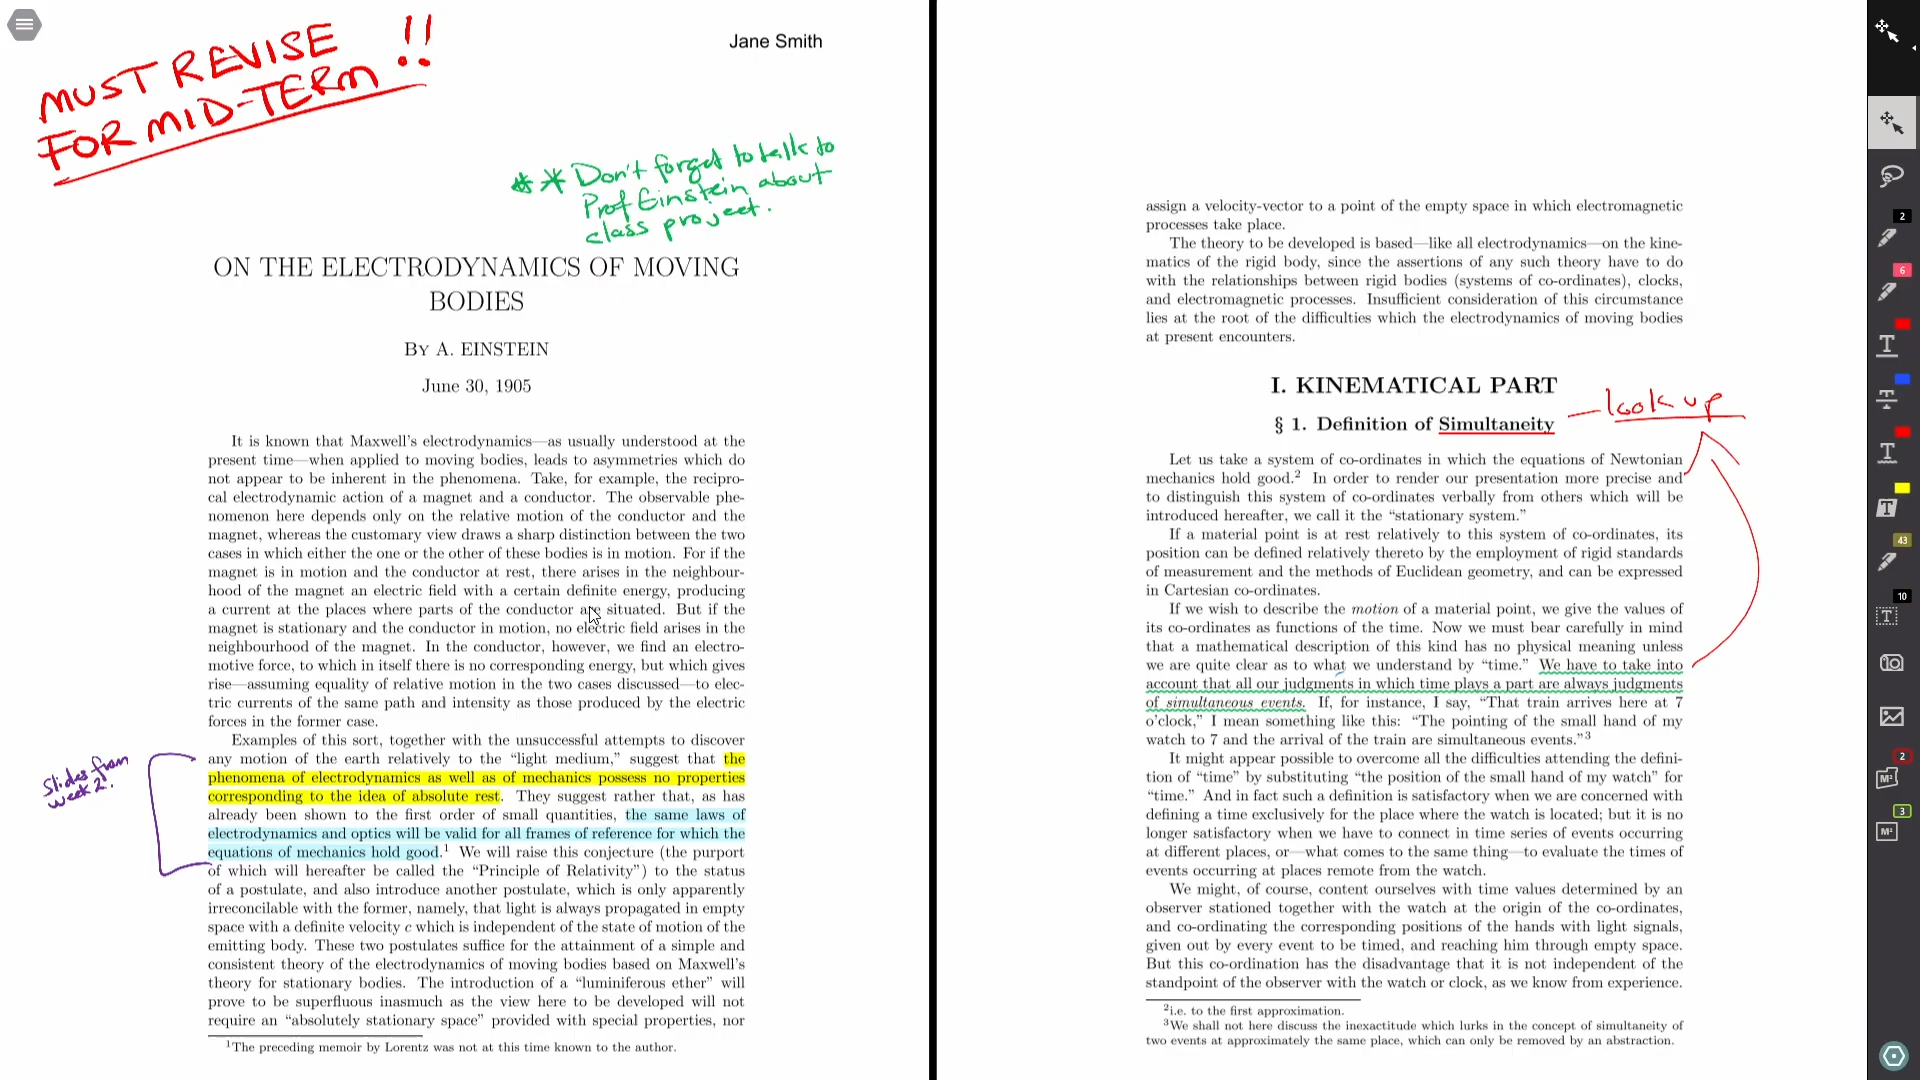 MUST REVISE !!
FOR MID-TERM
Jane Smith
** Don't forget to talk to
Prof Einstein about
class project.
ON THE ELECTRODYNAMICS OF MOVING
BODIES
By A. EINSTEIN
June 30, 1905
It is known that Maxwell's electrodynamics—as usually understood at the
present time—when applied to moving bodies, leads to asymmetries which do
not appear to be inherent in the phenomena. Take, for example, the recipro-
cal electrodynamic action of a magnet and a conductor. The observable phe-
nomenon here depends only on the relative motion of the conductor and the
magnet, whereas the customary view draws a sharp distinction between the two
cases in which either the one or the other of these bodies is in motion. For if the
magnet is in motion and the conductor at rest, there arises in the neighbour-
hood of the magnet an electric field with a certain definite energy, producing
a current at the places where parts of the conductor are situated. But if the
magnet is stationary and the conductor in motion, no electric field arises in the
neighbourhood of the magnet. In the conductor, however, we find an electro-
motive force, to which in itself there is no corresponding energy, but which gives
rise—assuming equality of relative motion in the two cases discussed—to elec-
tric currents of the same path and intensity as those produced by the electric
forces in the former case.
Examples of this sort, together with the unsuccessful attempts to discover
any motion of the earth relatively to the “light medium,” suggest that the
phenomena of electrodynamics as well as of mechanics possess no properties
corresponding to the idea of absolute rest. They suggest rather that, as has
already been shown to the first order of small quantities, the same laws of
electrodynamics and optics will be valid for all frames of reference for which the
equations of mechanics hold good.¹ We will raise this conjecture (the purport
of which will hereafter be called the “Principle of Relativity”) to the status
of a postulate, and also introduce another postulate, which is only apparently
irreconcilable with the former, namely, that light is always propagated in empty
space with a definite velocity c which is independent of the state of motion of the
emitting body. These two postulates suffice for the attainment of a simple and
consistent theory of the electrodynamics of moving bodies based on Maxwell's
theory for stationary bodies. The introduction of a “luminiferous ether” will
prove to be superfluous inasmuch as the view here to be developed will not
require an “absolutely stationary space” provided with special properties, nor
¹The preceding memoir by Lorentz was not at this time known to the author.
Slides from
week 2?
assign a velocity-vector to a point of the empty space in which electromagnetic
processes take place.
The theory to be developed is based—like all electrodynamics—on the kine-
matics of the rigid body, since the assertions of any such theory have to do
with the relationships between rigid bodies (systems of co-ordinates), clocks,
and electromagnetic processes. Insufficient consideration of this circumstance
lies at the root of the difficulties which the electrodynamics of moving bodies
at present encounters.
I. KINEMATICAL PART
§ 1. Definition of Simultaneity
— look up
Let us take a system of co-ordinates in which the equations of Newtonian
mechanics hold good.² In order to render our presentation more precise and
to distinguish this system of co-ordinates verbally from others which will be
introduced hereafter, we call it the “stationary system.”
If a material point is at rest relatively to this system of co-ordinates, its
position can be defined relatively thereto by the employment of rigid standards
of measurement and the methods of Euclidean geometry, and can be expressed
in Cartesian co-ordinates.
If we wish to describe the motion of a material point, we give the values of
its co-ordinates as functions of the time. Now we must bear carefully in mind
that a mathematical description of this kind has no physical meaning unless
we are quite clear as to what we understand by “time.” We have to take into
account that all our judgments in which time plays a part are always judgments
of simultaneous events. If, for instance, I say, “That train arrives here at 7
o'clock,” I mean something like this: “The pointing of the small hand of my
watch to 7 and the arrival of the train are simultaneous events.”³
It might appear possible to overcome all the difficulties attending the defini-
tion of “time” by substituting “the position of the small hand of my watch” for
“time.” And in fact such a definition is satisfactory when we are concerned with
defining a time exclusively for the place where the watch is located; but it is no
longer satisfactory when we have to connect in time series of events occurring
at different places, or—what comes to the same thing—to evaluate the times of
events occurring at places remote from the watch.
We might, of course, content ourselves with time values determined by an
observer stationed together with the watch at the origin of the co-ordinates,
and co-ordinating the corresponding positions of the hands with light signals,
given out by every event to be timed, and reaching him through empty space.
But this co-ordination has the disadvantage that it is not independent of the
standpoint of the observer with the watch or clock, as we know from experience.
²i.e. to the first approximation.
³We shall not here discuss the inexactitude which lurks in the concept of simultaneity of
two events at approximately the same place, which can only be removed by an abstraction.
2
6
T
T
T
T
43
10
T
2
M²
3
M²